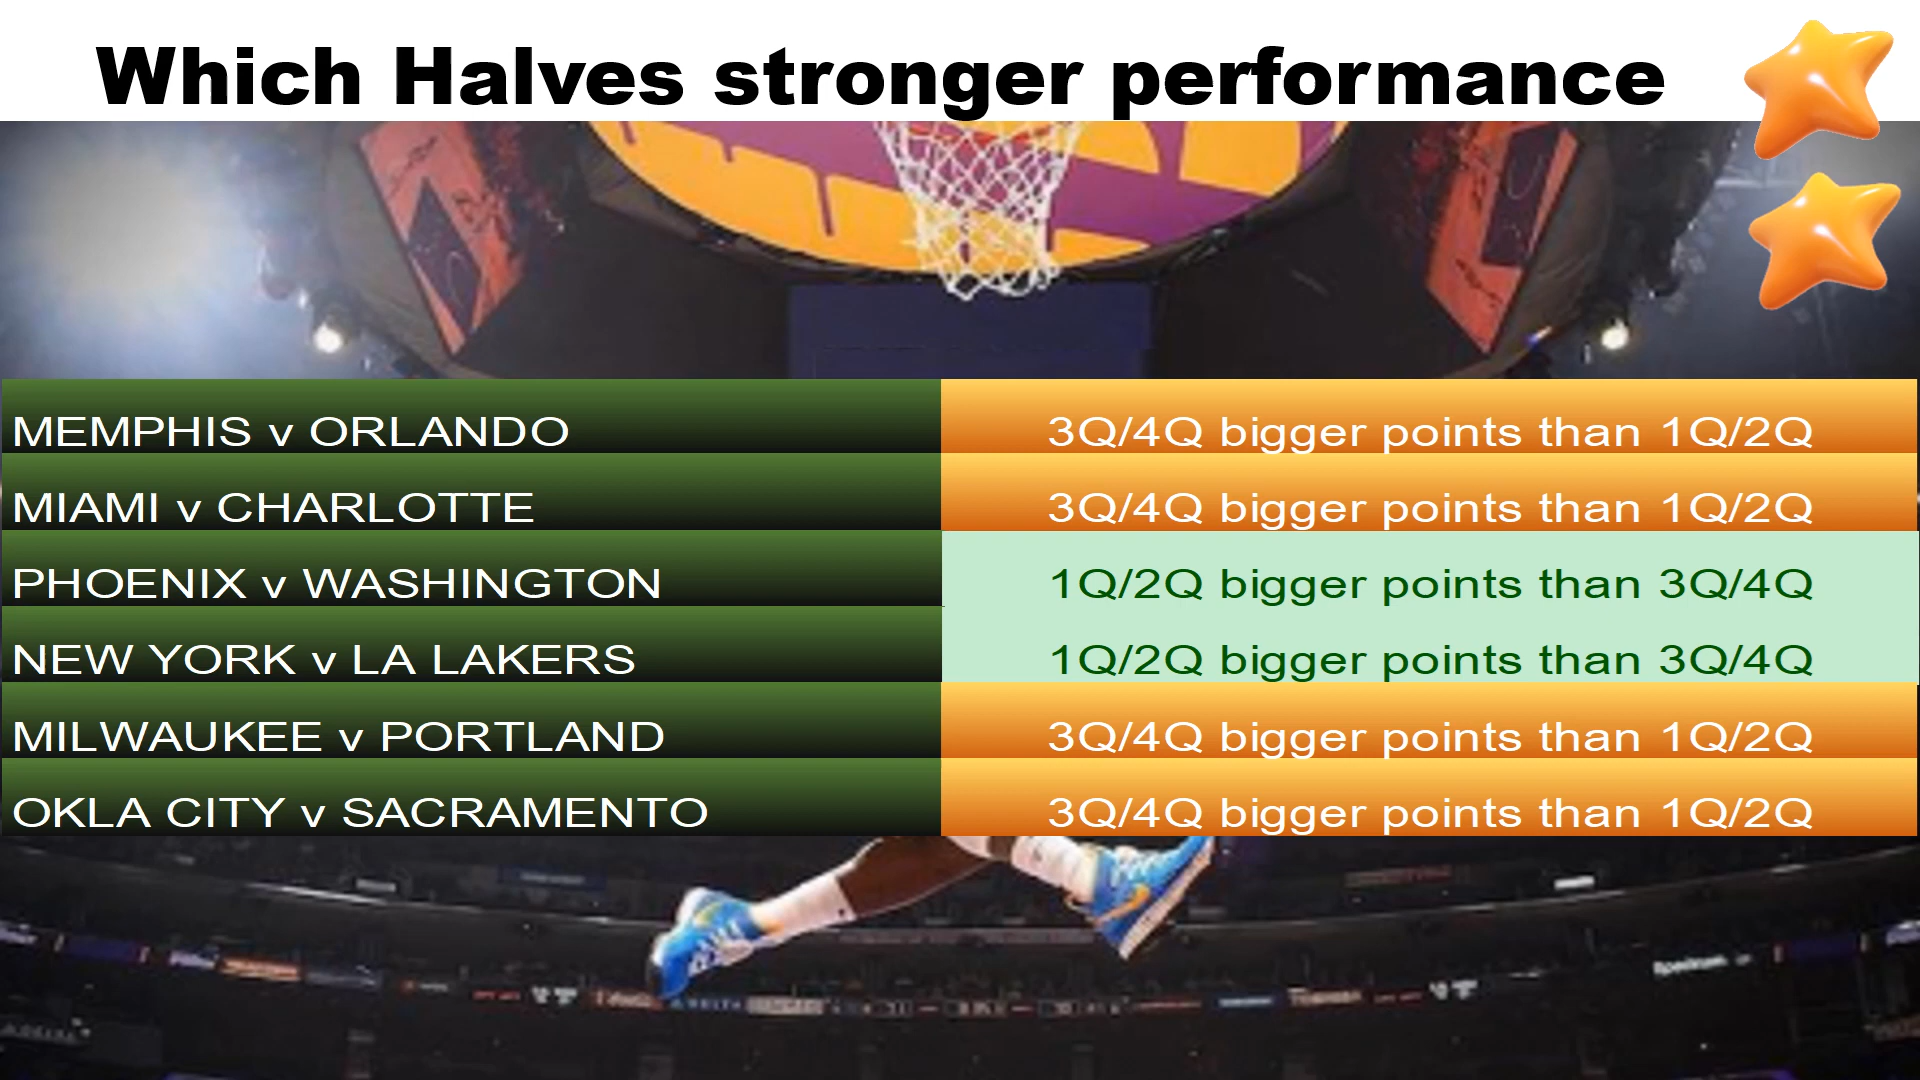 Which Halves stronger performance
MEMPHIS v ORLANDO 3Q/4Q bigger points than 1Q/2Q
MIAMI v CHARLOTTE 3Q/4Q bigger points than 1Q/2Q
PHOENIX v WASHINGTON 1Q/2Q bigger points than 3Q/4Q
NEW YORK v LA LAKERS 1Q/2Q bigger points than 3Q/4Q
MILWAUKEE v PORTLAND 3Q/4Q bigger points than 1Q/2Q
OKLA CITY v SACRAMENTO 3Q/4Q bigger points than 1Q/2Q
Spectrum
DELTA
TOSHIBA